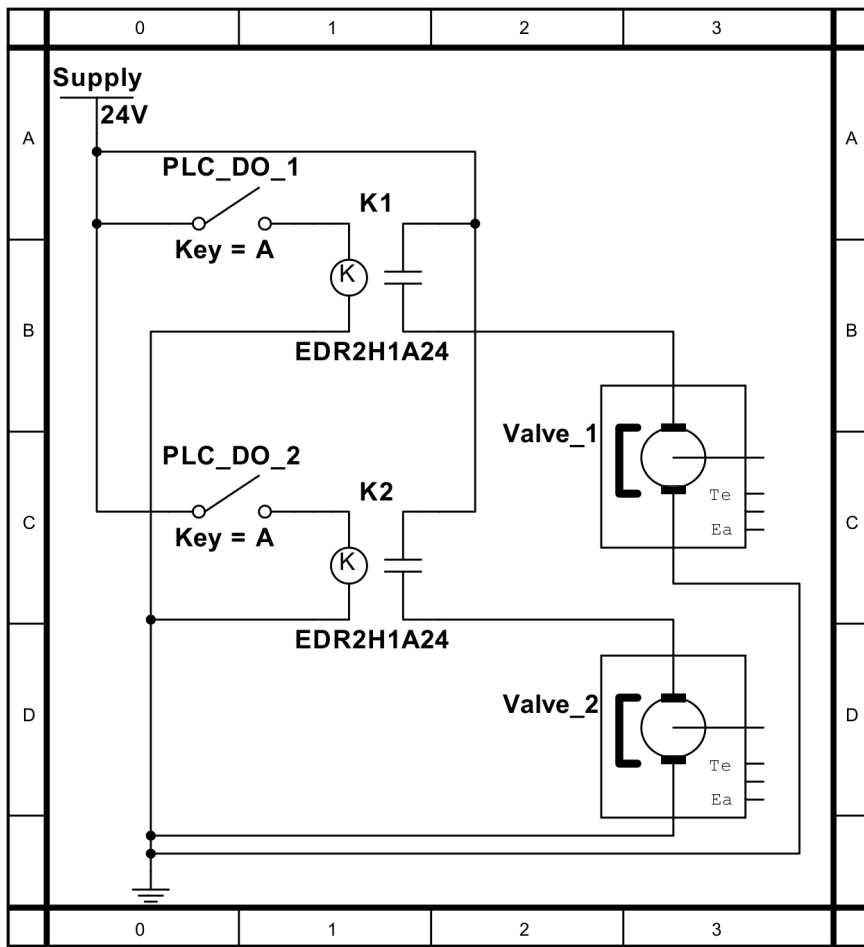 0 1 2 3
Supply
24V
A A
PLC_DO_1
K1
Key = A
K
B B
EDR2H1A24
Valve_1
PLC_DO_2
K2
Te
C C
Key = A
Ea
K
EDR2H1A24
Valve_2
D D
Te
Ea
0 1 2 3